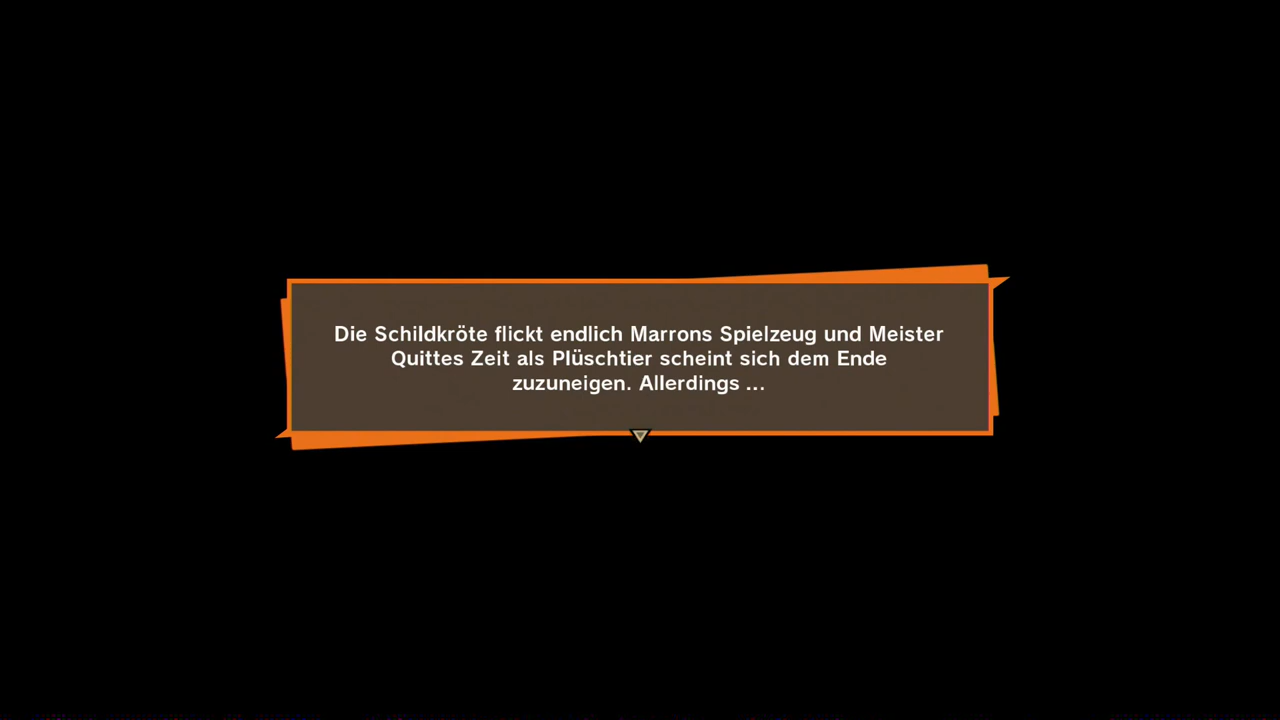 Die Schildkröte flickt endlich Marrons Spielzeug und Meister
Quittes Zeit als Plüschtier scheint sich dem Ende
zuzuneigen. Allerdings ...